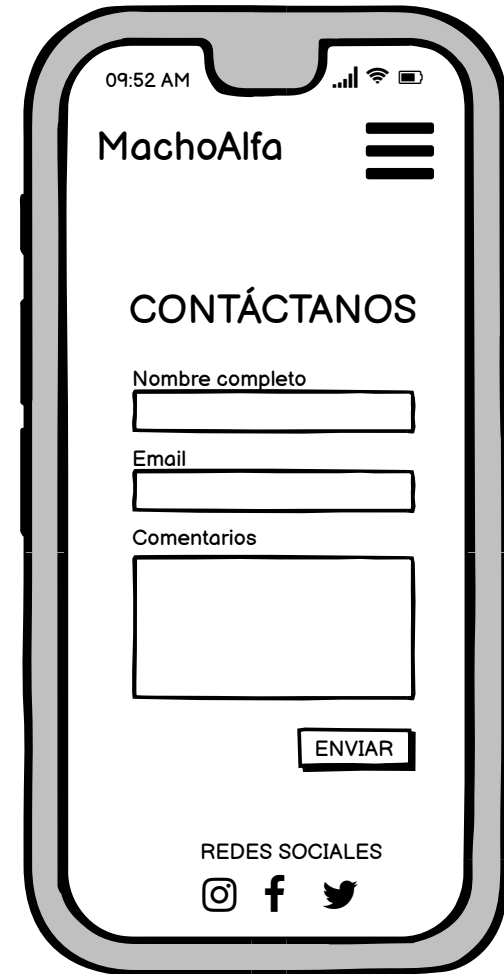 09:52 AM
MachoAlfa
CONTÁCTANOS
Nombre completo
Email
Comentarios
ENVIAR
REDES SOCIALES